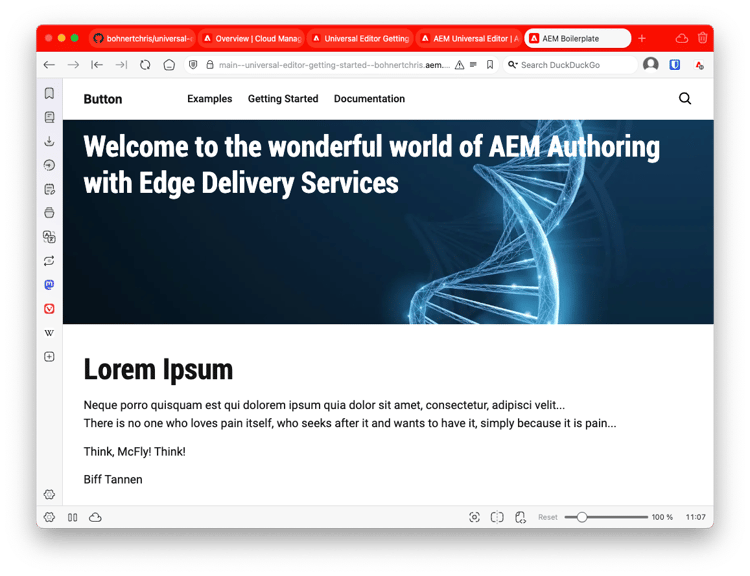 bohnertchris/universal-e
Overview | Cloud Manag
Universal Editor Getting
AEM Universal Editor | A
AEM Boilerplate
main--universal-editor-getting-started--bohnertchris.aem....
Search DuckDuckGo
Button
Examples
Getting Started
Documentation
Welcome to the wonderful world of AEM Authoring
with Edge Delivery Services
Lorem Ipsum
Neque porro quisquam est qui dolorem ipsum quia dolor sit amet, consectetur, adipisci velit...
There is no one who loves pain itself, who seeks after it and wants to have it, simply because it is pain...
Think, McFly! Think!
Biff Tannen
Reset
100 %
11:07